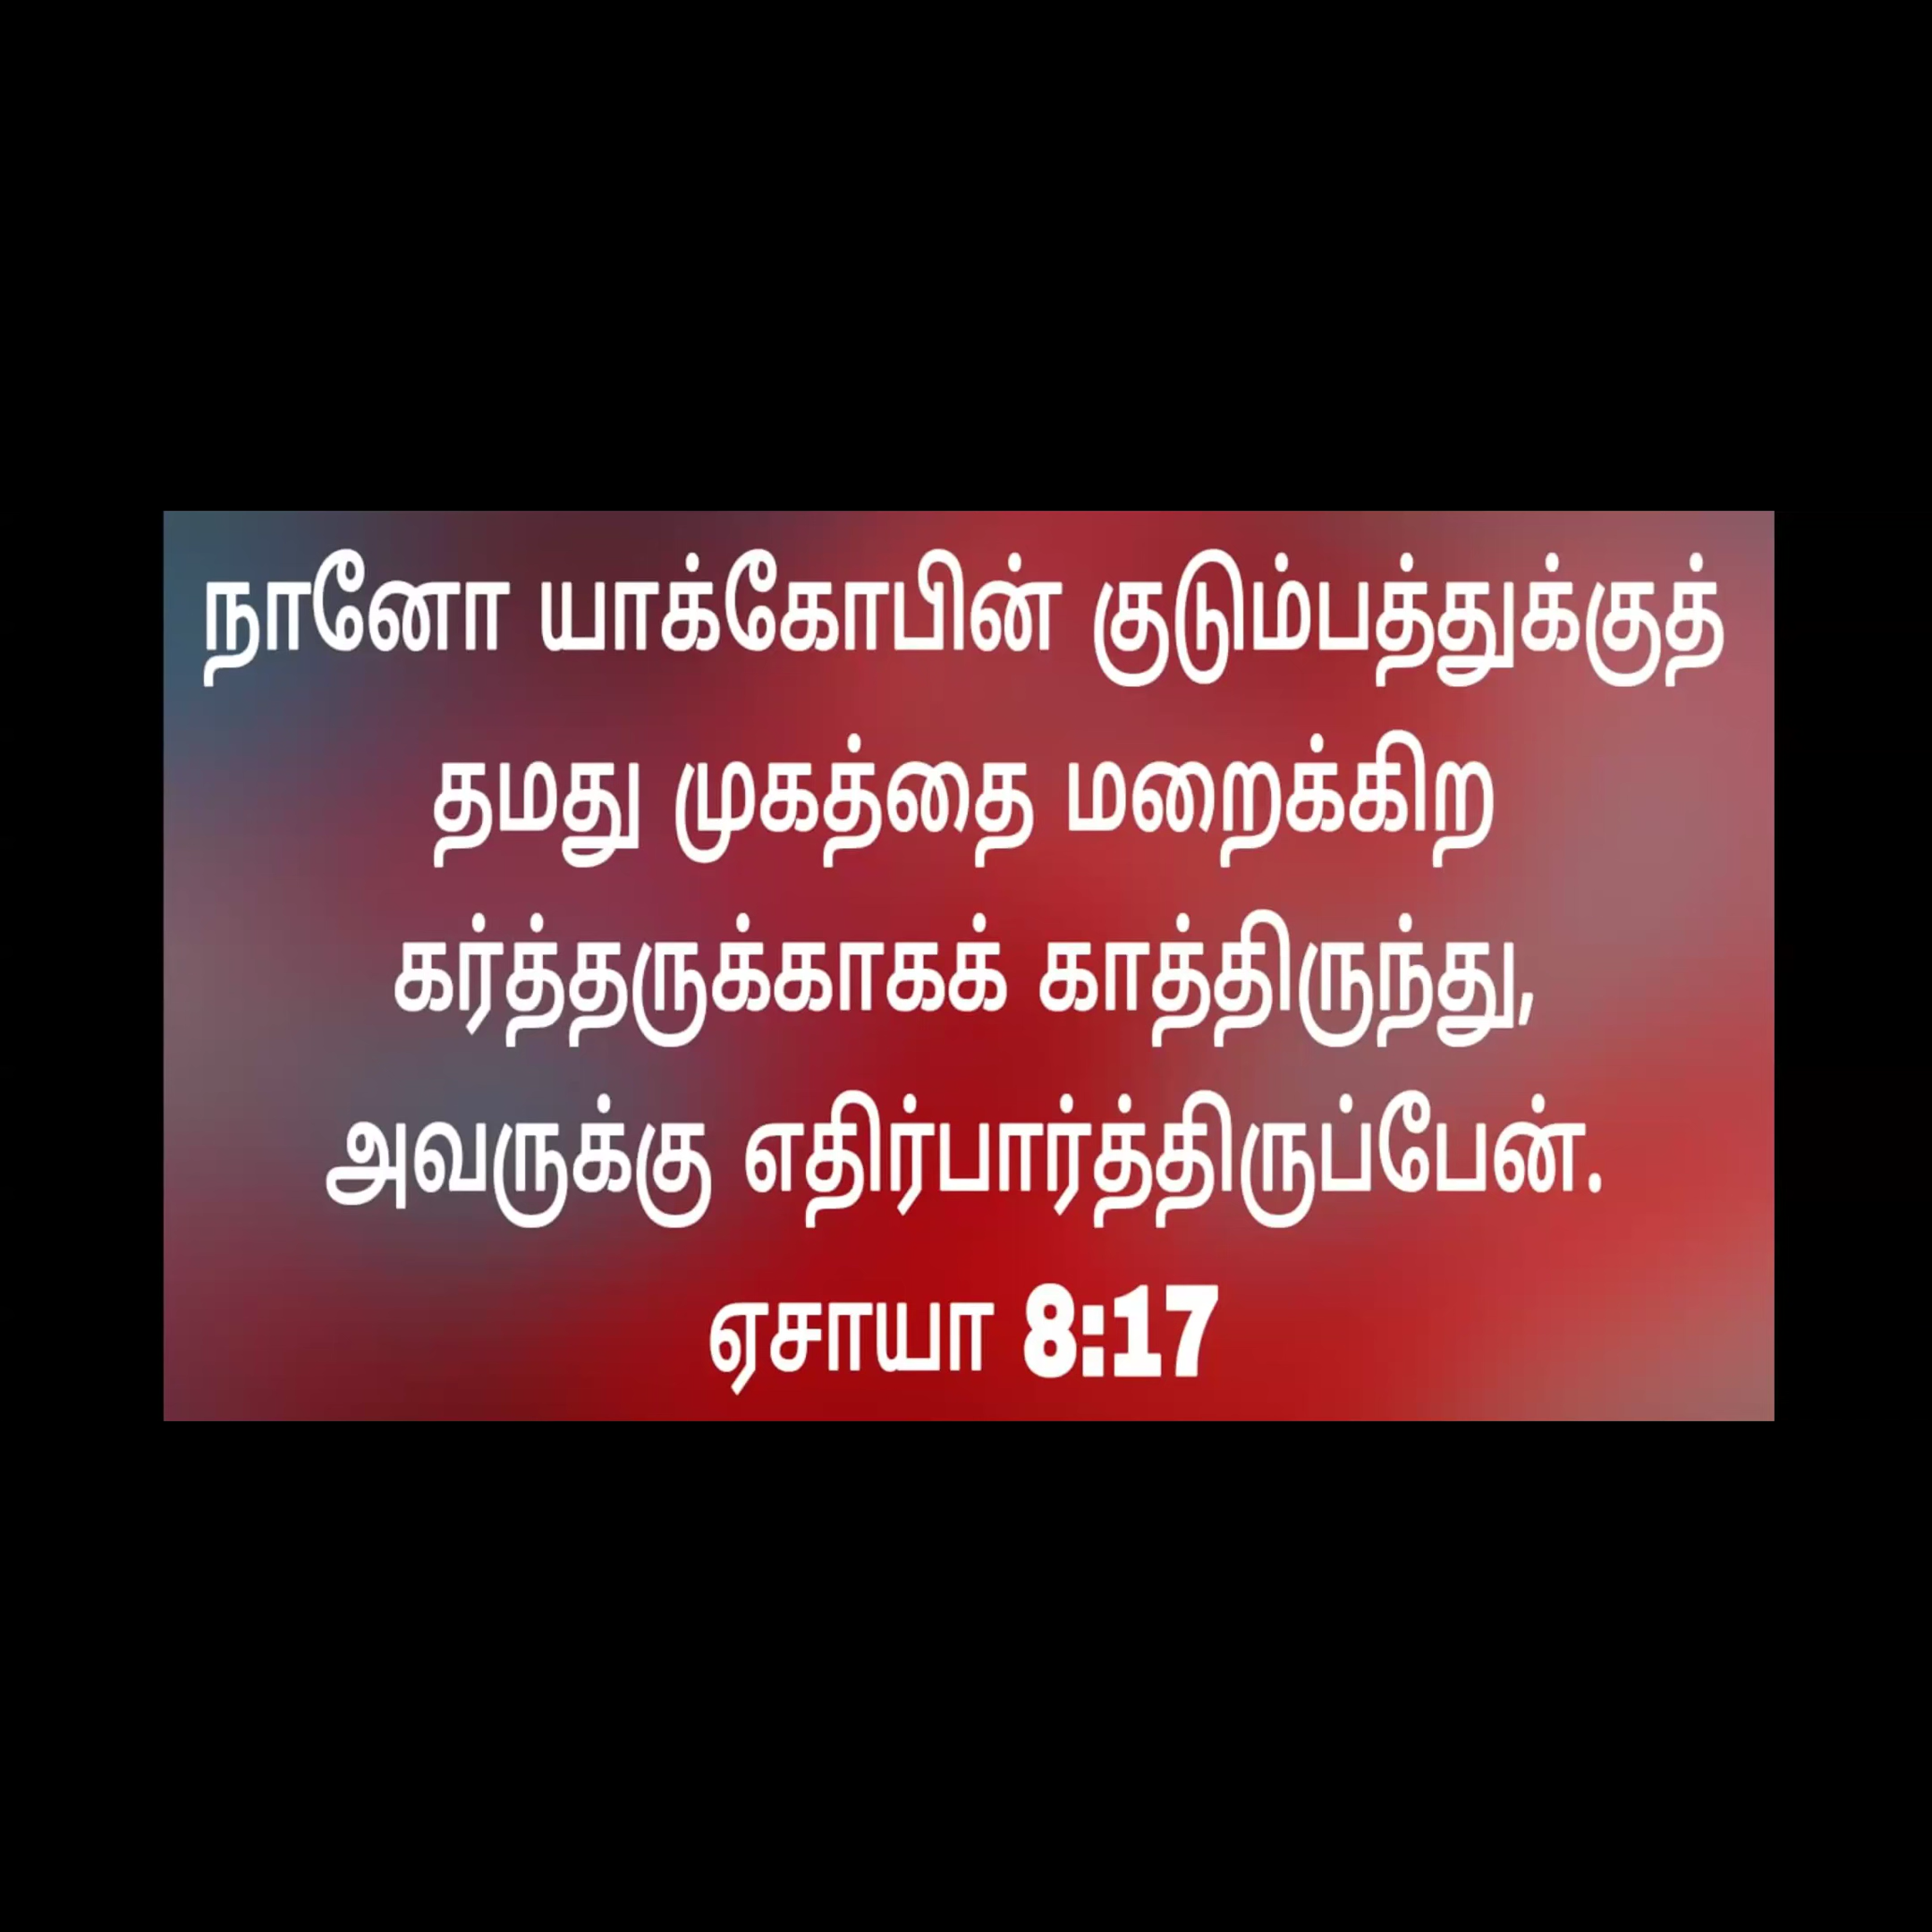 நானோ யாக்கோபின் குடும்பத்துக்குத்
தமது முகத்தை மறைக்கிற
கர்த்தருக்காகக் காத்திருந்து,
அவருக்கு எதிர்பார்த்திருப்பேன்.
ஏசாயா 8:17